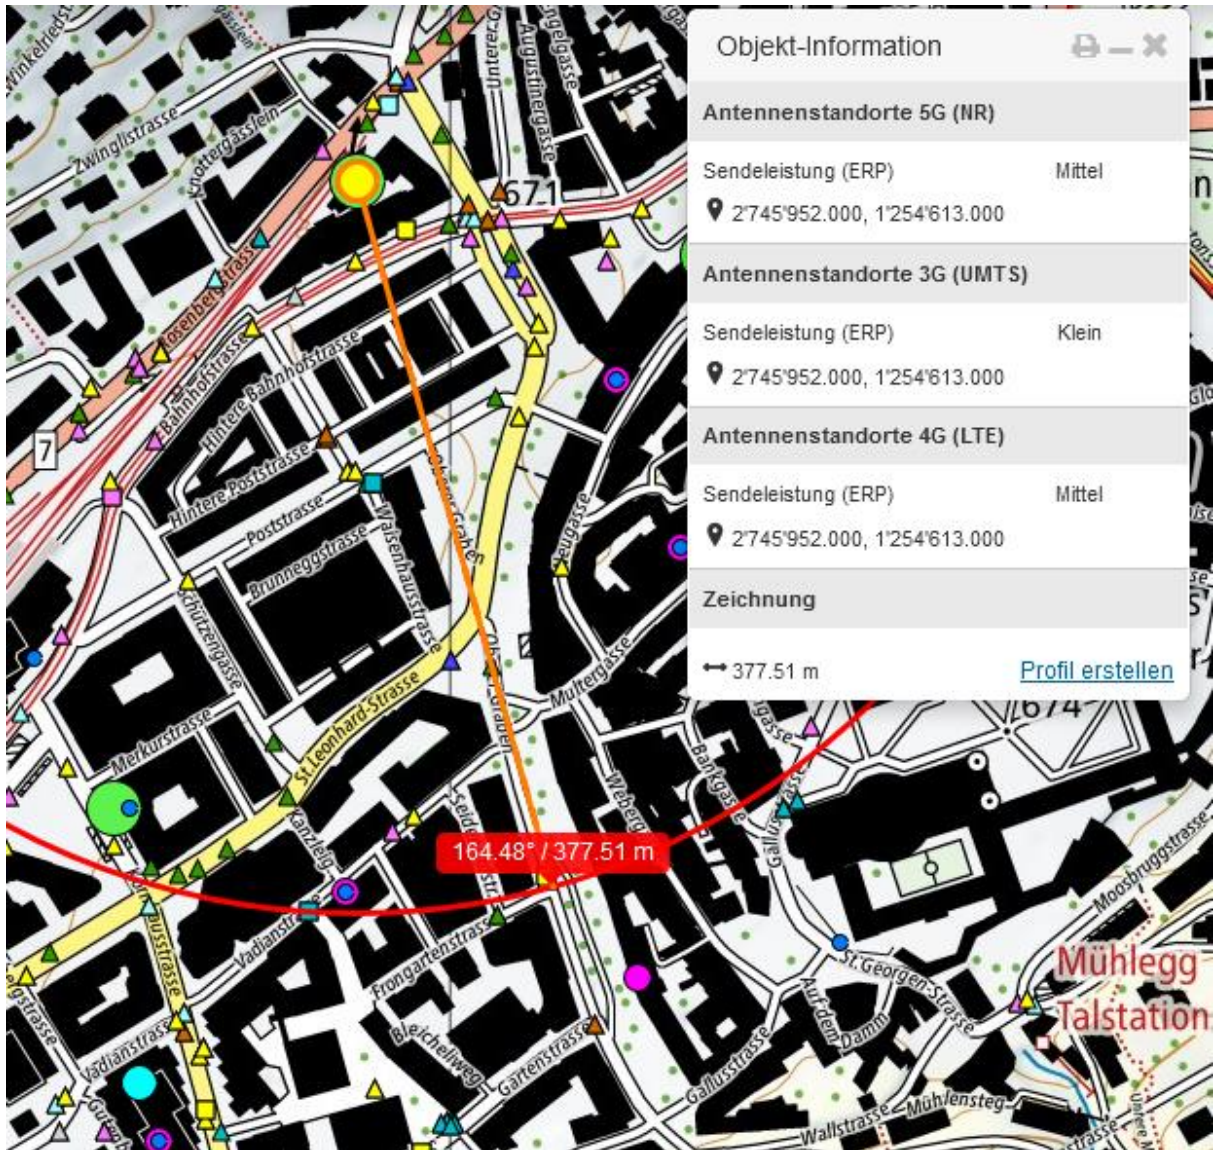 Objekt-Information
Antennenstandorte 5G (NR)
Sendeleistung (ERP) Mittel
2'745'952.000, 1'254'613.000
Antennenstandorte 3G (UMTS)
Sendeleistung (ERP) Klein
2'745'952.000, 1'254'613.000
Antennenstandorte 4G (LTE)
Sendeleistung (ERP) Mittel
2'745'952.000, 1'254'613.000
Zeichnung
377.51 m Profil erstellen
Zwinglistrasse
Knottergässlein
Augustinergasse
671
Bahnhofstrasse
Hintere Bahnhofstrasse
7
Hintere Poststrasse
Poststrasse
Brunneggstrasse
Waisenhausstrasse
Oberer Graben
Neugasse
Schützengasse
Multergasse
Merkurstrasse
St.Leonhard-Strasse
674
Bankgasse
164.48° / 377.51 m
Kanzleig
Moosbruggstrasse
Vadianstrasse
Frongartenstrasse
St.Georgen-Strasse
Auf dem
Damm
Mühlegg
Talstation
Vadianstrasse
Bleicheliweg
Gartenstrasse
Gallusstrasse
Mühlensteg
Wallstrasse